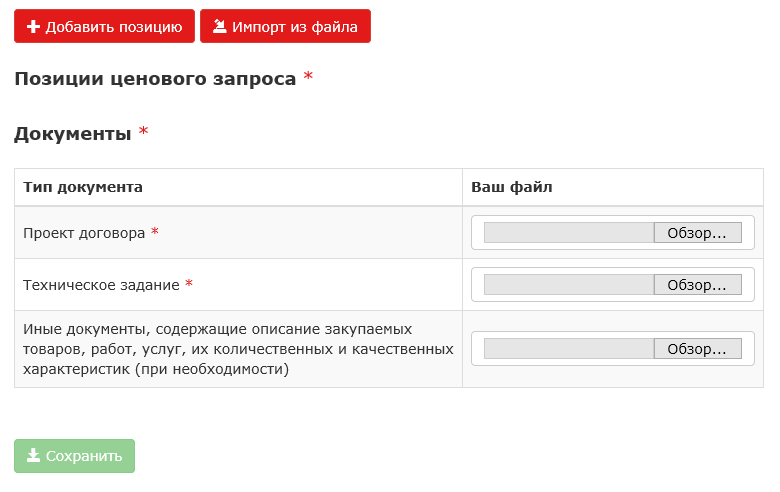 Добавить позицию Импорт из файла
Позиции ценового запроса *
Документы *
Тип документа Ваш файл
Проект договора * Обзор...
Техническое задание * Обзор...
Иные документы, содержащие описание закупаемых
товаров, работ, услуг, их количественных и качественных Обзор...
характеристик (при необходимости)
Сохранить